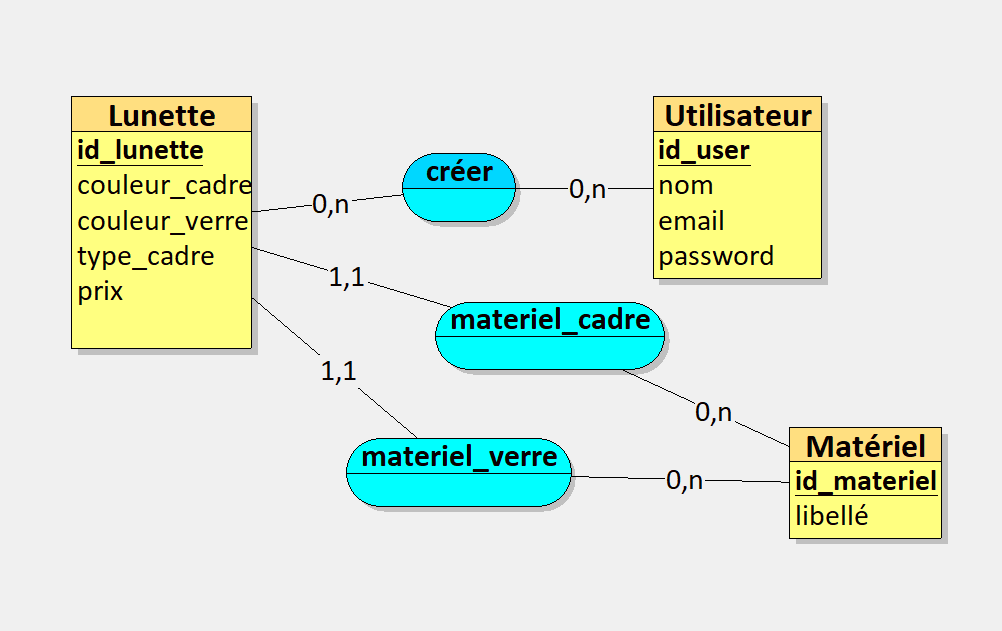 Lunette
id_lunette
couleur_cadre
couleur_verre
type_cadre
prix
Utilisateur
id_user
nom
email
password
créer
0,n
0,n
1,1
materiel_cadre
0,n
1,1
materiel_verre
0,n
Matériel
id_materiel
libellé